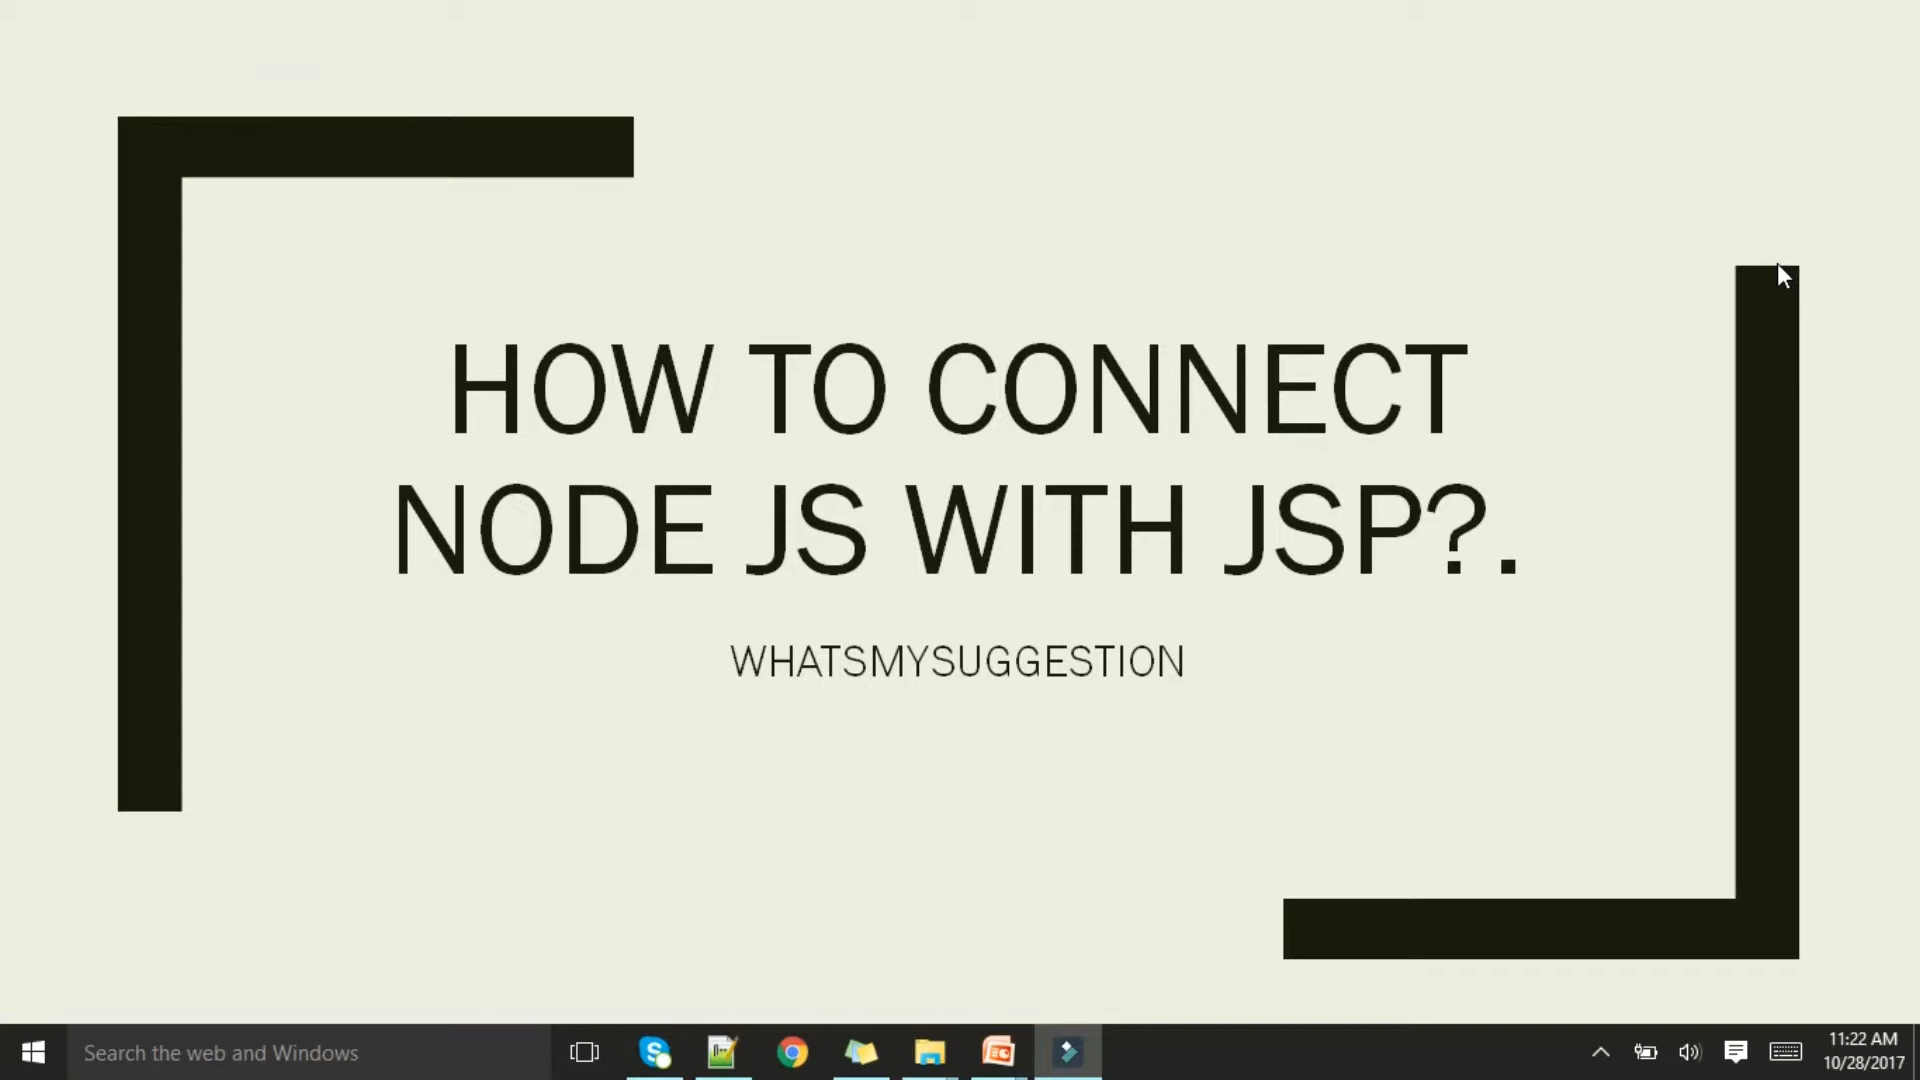 HOW TO CONNECT
NODE JS WITH JSP?.
WHATSMYSUGGESTION
Search the web and Windows
11:22 AM
10/28/2017